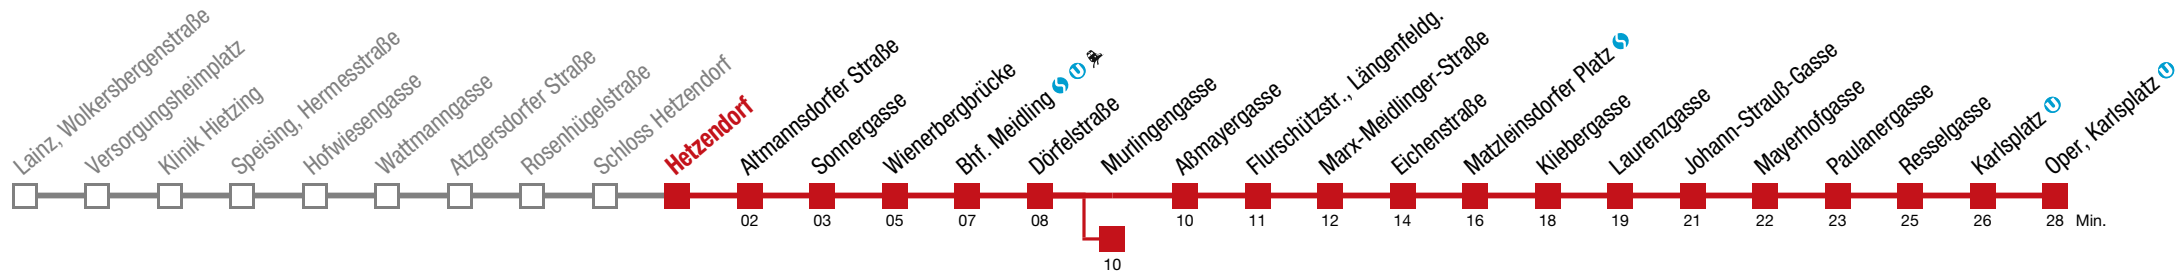 Lainz, Wolkersbergenstraße
Versorgungsheimplatz
Klinik Hietzing
Speising, Hermesstraße
Hofwiesengasse
Wattmanngasse
Atzgersdorfer Straße
Rosenhügelstraße
Schloss Hetzendorf
Hetzendorf
Altmannsdorfer Straße
Sonnergasse
Wienerbergbrücke
Bhf. Meidling S U
Dörfelstraße
Murlingengasse
Aßmayergasse
Flurschützstr., Längenfeldg.
Marx-Meidlinger-Straße
Eichenstraße
Matzleinsdorfer Platz S
Kliebergasse
Laurenzgasse
Johann-Strauß-Gasse
Mayerhofgasse
Paulanergasse
Resselgasse
Karlsplatz U
Oper, Karlsplatz U
02 03 05 07 08 10 11 12 14 16 18 19 21 22 23 25 26 28 Min.
10